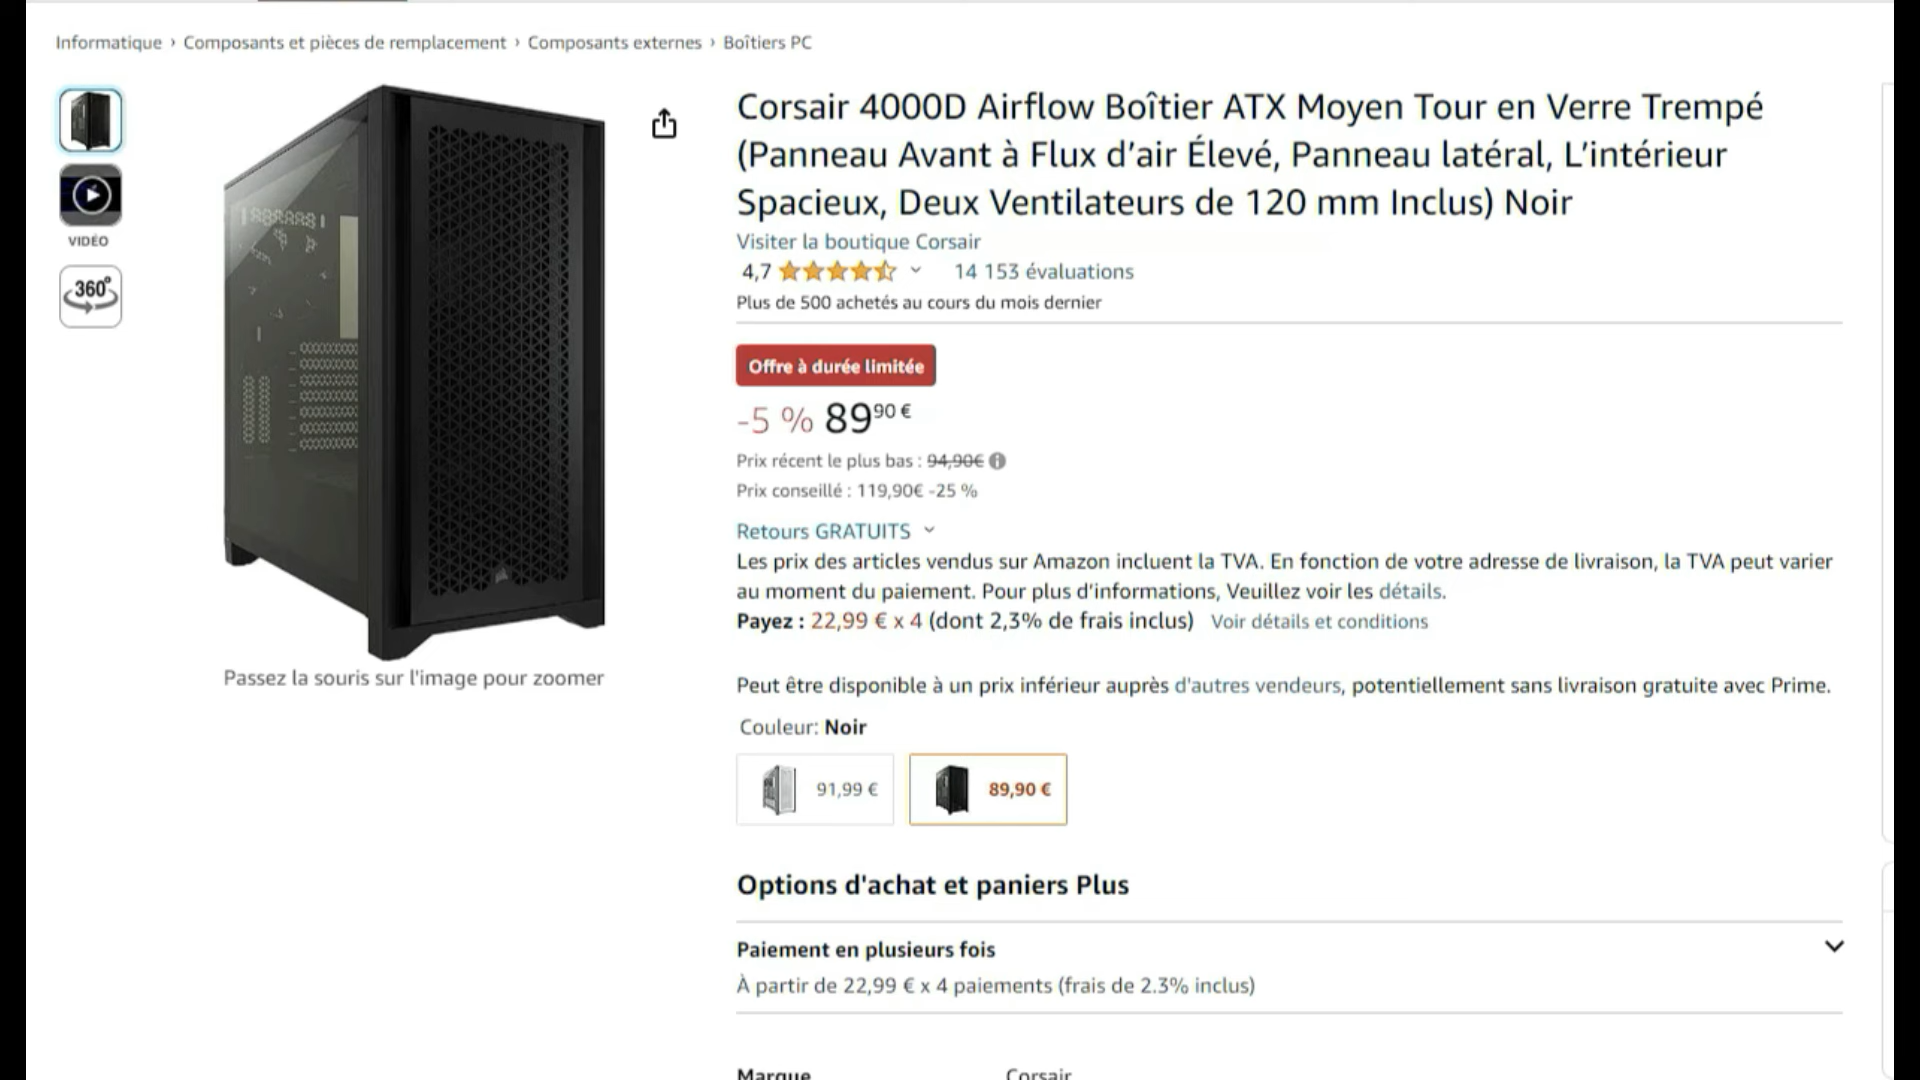 Informatique › Composants et pièces de remplacement › Composants externes › Boîtiers PC
VIDÉO
360°
Passez la souris sur l'image pour zoomer
Corsair 4000D Airflow Boîtier ATX Moyen Tour en Verre Trempé
(Panneau Avant à Flux d’air Élevé, Panneau latéral, L’intérieur
Spacieux, Deux Ventilateurs de 120 mm Inclus) Noir
Visiter la boutique Corsair
4,7 14 153 évaluations
Plus de 500 achetés au cours du mois dernier
Offre à durée limitée
-5 % 89,90 €
Prix récent le plus bas : 94,90€
Prix conseillé : 119,90€ -25 %
Retours GRATUITS
Les prix des articles vendus sur Amazon incluent la TVA. En fonction de votre adresse de livraison, la TVA peut varier
au moment du paiement. Pour plus d'informations, Veuillez voir les détails.
Payez : 22,99 € x 4 (dont 2,3% de frais inclus) Voir détails et conditions
Peut être disponible à un prix inférieur auprès d'autres vendeurs, potentiellement sans livraison gratuite avec Prime.
Couleur: Noir
91,99 € 89,90 €
Options d'achat et paniers Plus
Paiement en plusieurs fois
À partir de 22,99 € x 4 paiements (frais de 2.3% inclus)
Marque Corsair